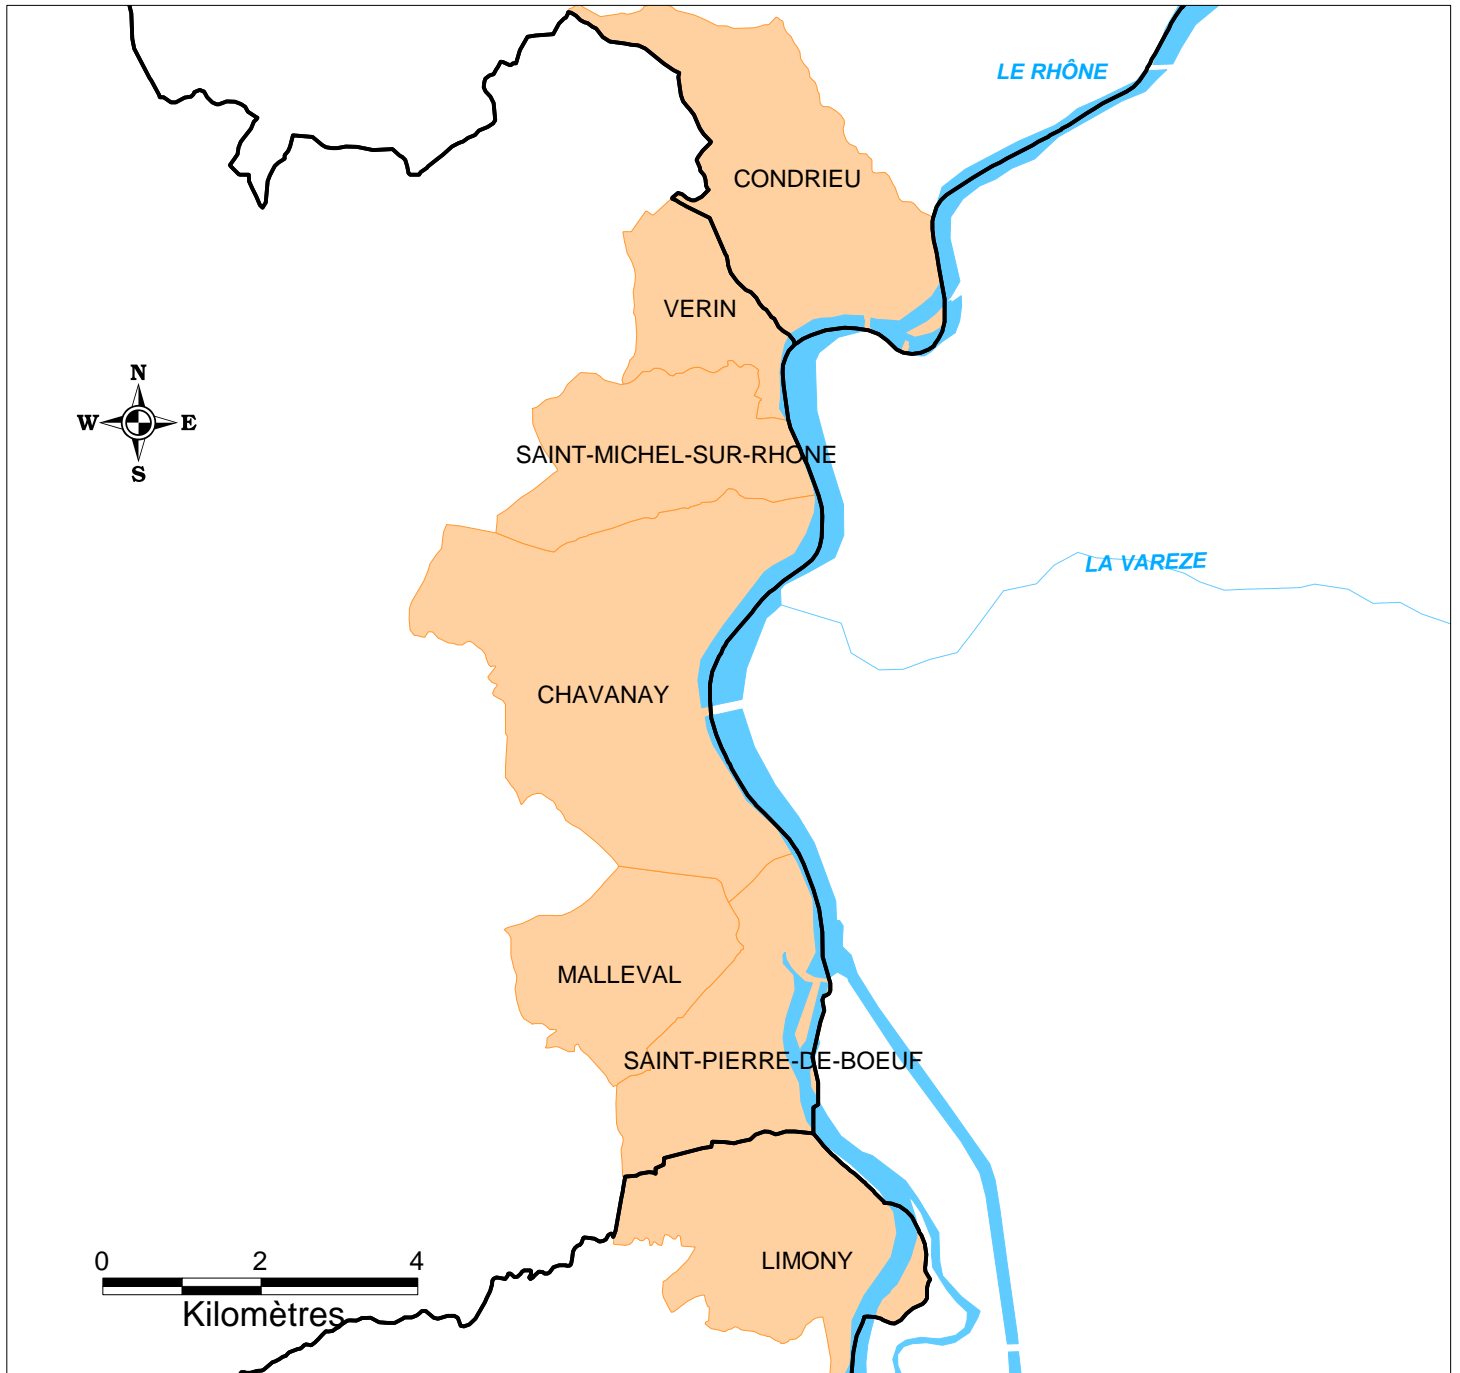 LE RHÔNE
CONDRIEU
VERIN
N
W E
S
SAINT-MICHEL-SUR-RHONE
LA VAREZE
CHAVANAY
MALLEVAL
SAINT-PIERRE-DE-BOEUF
LIMONY
0 2 4
Kilomètres